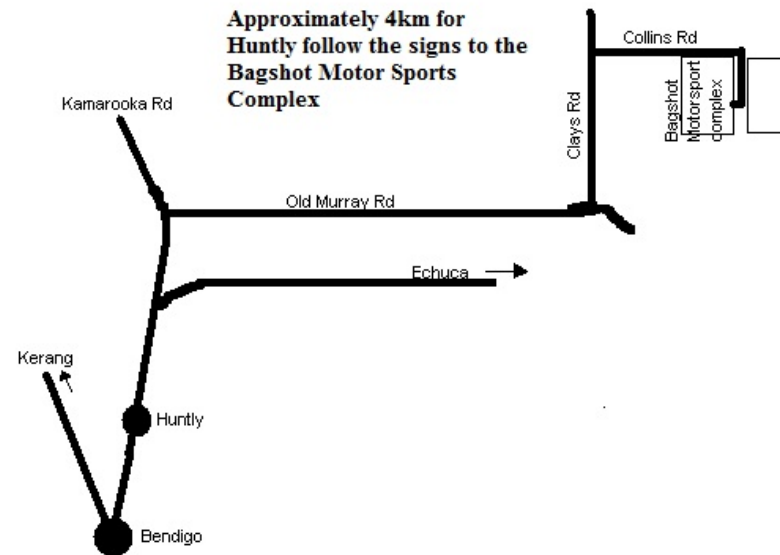 Approximately 4km for
Huntly follow the signs to the
Bagshot Motor Sports
Complex
Collins Rd
Kamarooka Rd
Clays Rd
Bagshot
Motorsport
complex
Old Murray Rd
Echuca
Kerang
Huntly
Bendigo